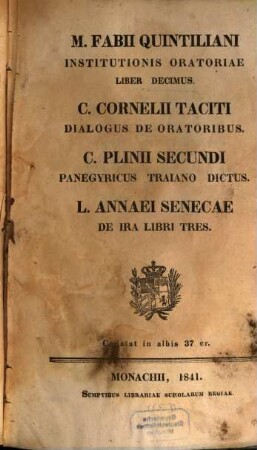 M. FABII QUINTILIANI
INSTITUTIONIS ORATORIAE
LIBER DECIMUS.
C. CORNELII TACITI
DIALOGUS DE ORATORIBUS.
C. PLINII SECUNDI
PANEGYRICUS TRAIANO DICTUS.
L. ANNAEI SENECAE
DE IRA LIBRI TRES.
Constat in albis 37 cr.
MONACHII, 1841.
SUMPTIBUS LIBRARIAE SCHOLARUM REGIAE.